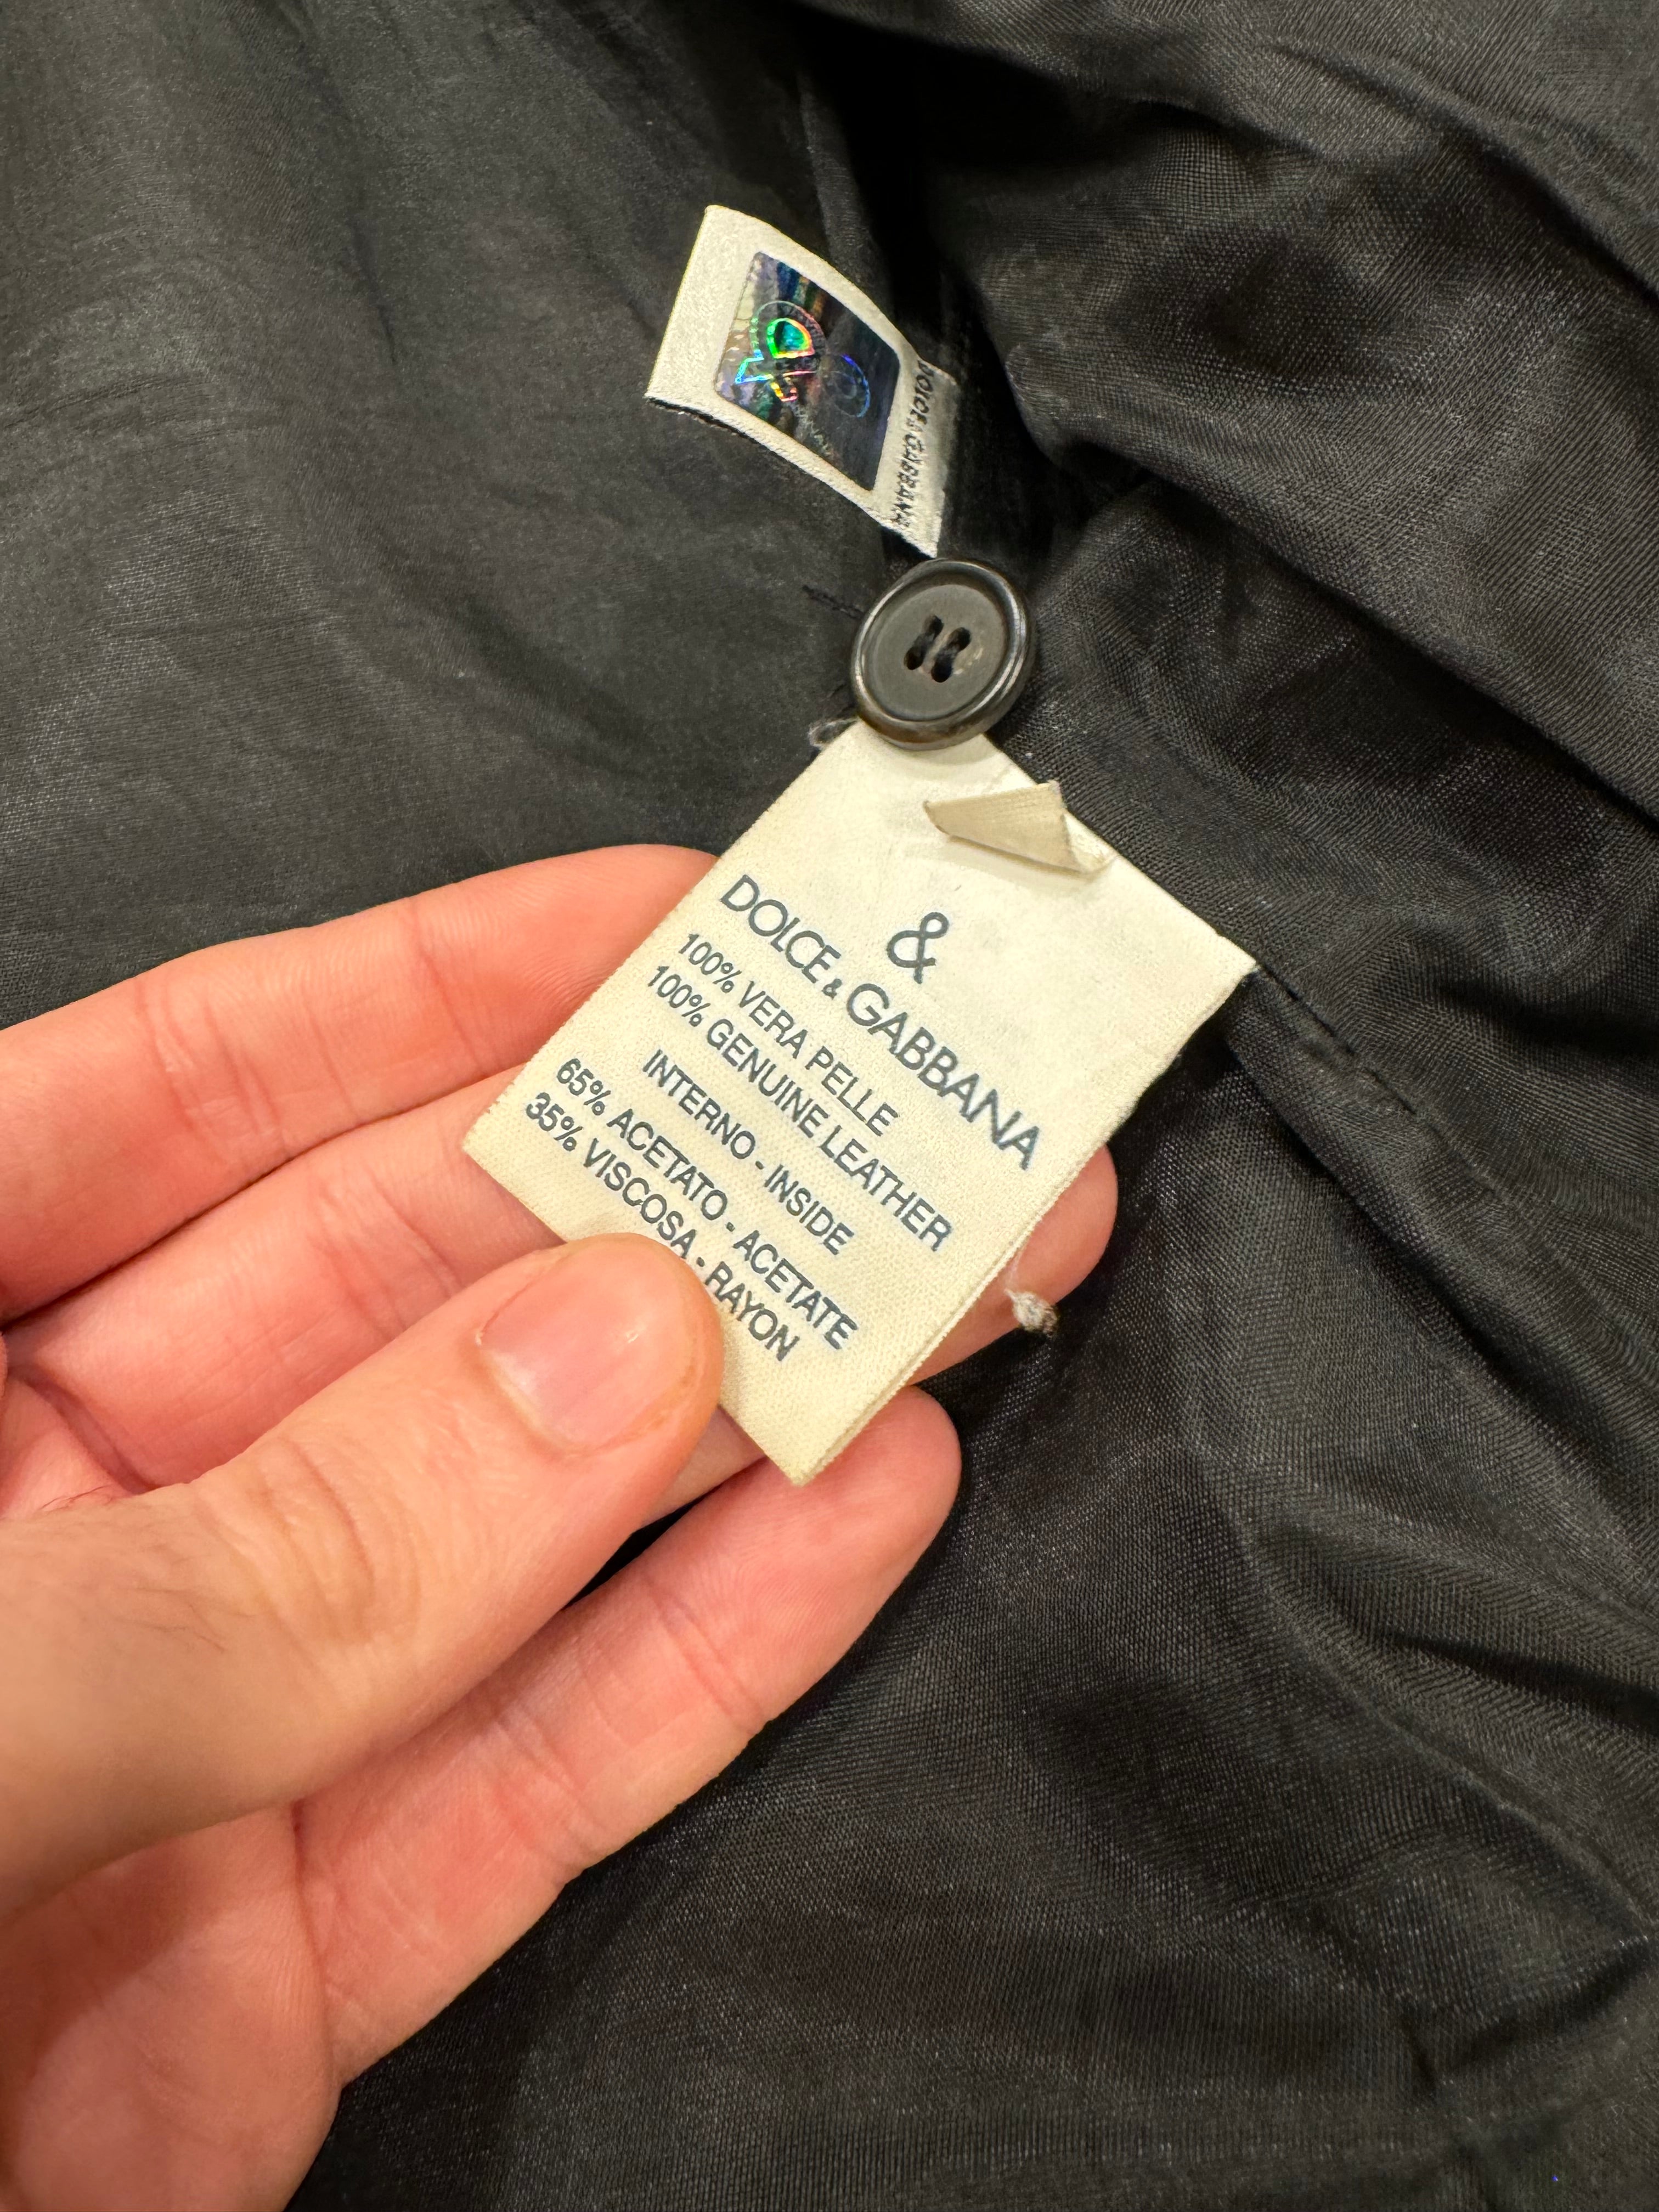 DOLCE & GABBANA
&
DOLCE & GABBANA
100% VERA PELLE
100% GENUINE LEATHER
INTERNO - INSIDE
65% ACETATO - ACETATE
35% VISCOSA - RAYON